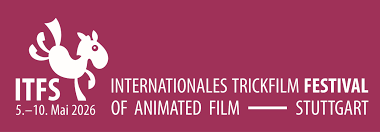 ITFS
5.–10. Mai 2026
INTERNATIONALES TRICKFILM FESTIVAL
OF ANIMATED FILM — STUTTGART